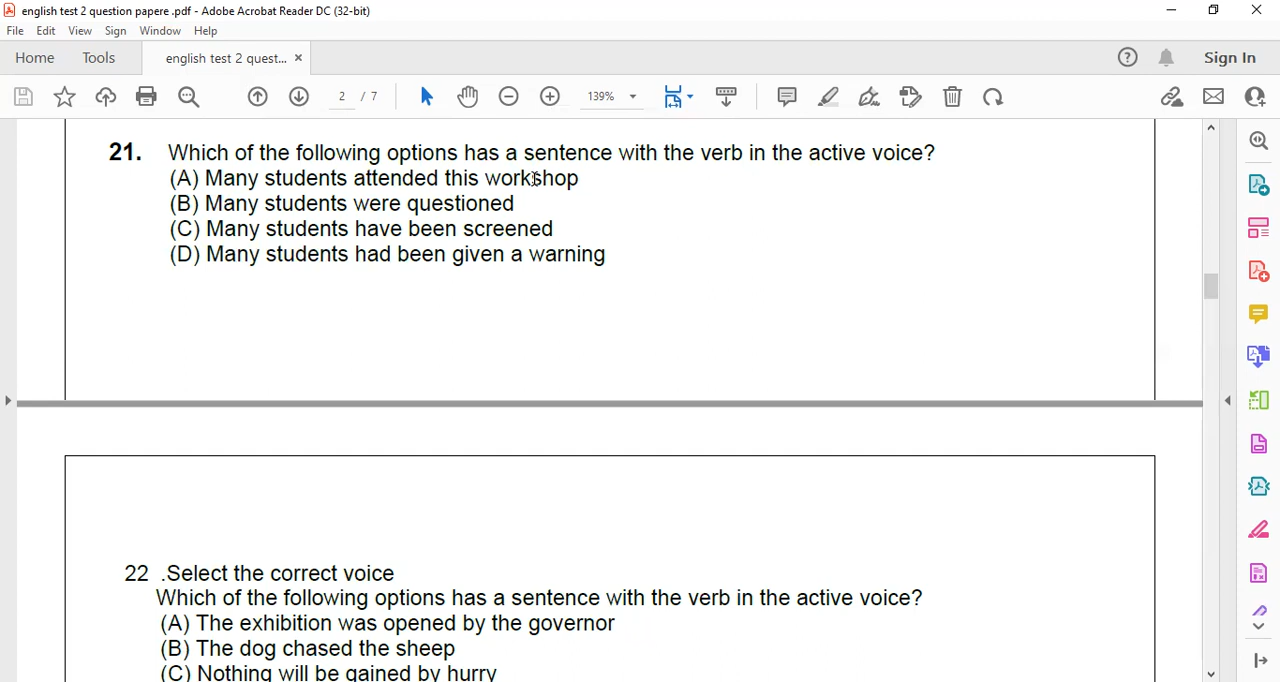 english test 2 question papere .pdf - Adobe Acrobat Reader DC (32-bit)
File Edit View Sign Window Help
Home Tools english test 2 quest... × Sign In
2 / 7 139%
21. Which of the following options has a sentence with the verb in the active voice?
(A) Many students attended this workshop
(B) Many students were questioned
(C) Many students have been screened
(D) Many students had been given a warning
22 .Select the correct voice
Which of the following options has a sentence with the verb in the active voice?
(A) The exhibition was opened by the governor
(B) The dog chased the sheep
(C) Nothing will be gained by hurry